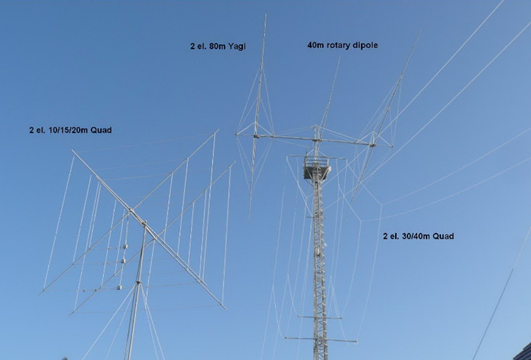 2 el. 80m Yagi
40m rotary dipole
2 el. 10/15/20m Quad
2 el. 30/40m Quad